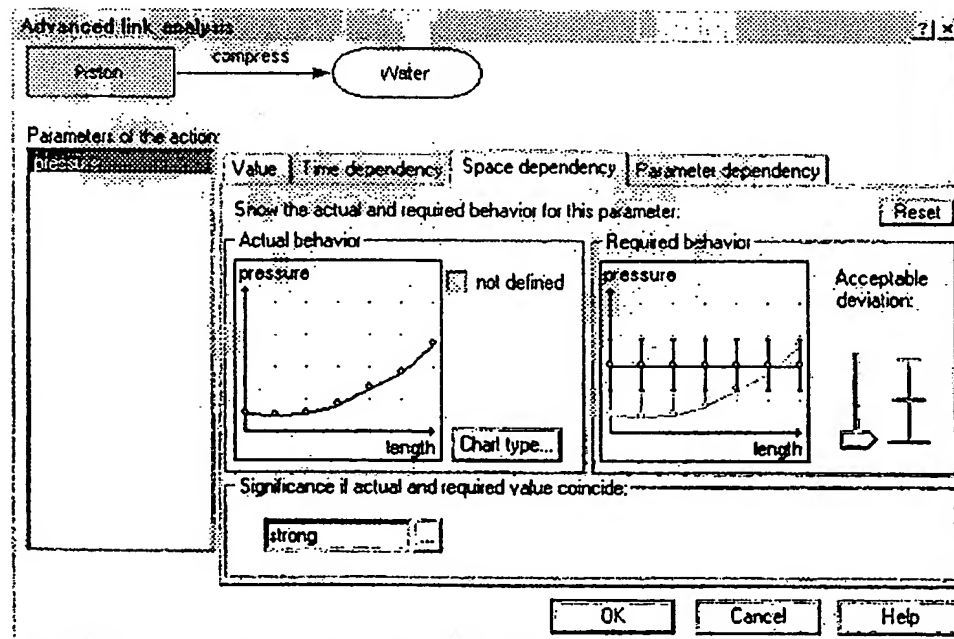 Advanced link analysis
? ×
compress
Piston
Water
Parameters of the action:
pressure
Value
Time dependency
Space dependency
Parameter dependency
Show the actual and required behavior for this parameter:
Reset
Actual behavior
Required behavior
pressure
not defined
pressure
Acceptable
deviation:
length
Chart type...
length
Significance if actual and required value coincide:
strong
...
OK
Cancel
Help